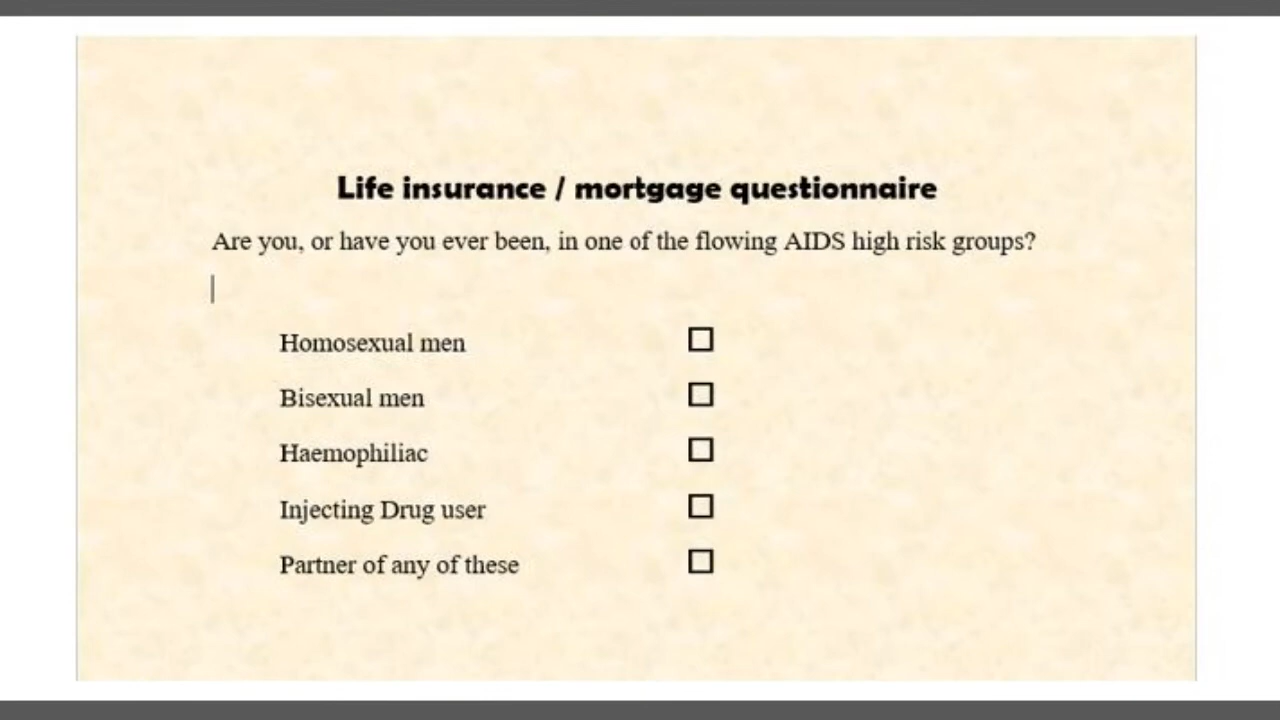 Life insurance / mortgage questionnaire
Are you, or have you ever been, in one of the flowing AIDS high risk groups?
Homosexual men ☐
Bisexual men ☐
Haemophiliac ☐
Injecting Drug user ☐
Partner of any of these ☐